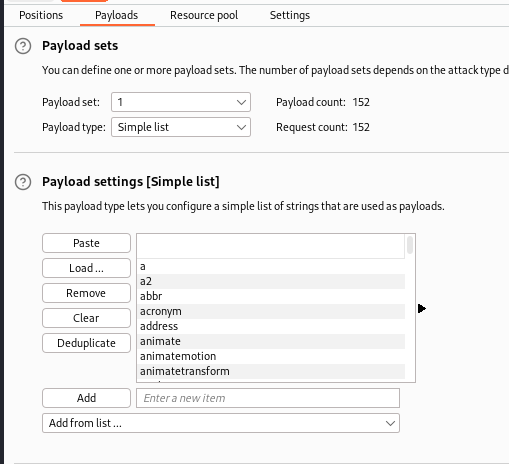 Positions Payloads Resource pool Settings
? Payload sets
You can define one or more payload sets. The number of payload sets depends on the attack type d
Payload set: 1 Payload count: 152
Payload type: Simple list Request count: 152
? Payload settings [Simple list]
This payload type lets you configure a simple list of strings that are used as payloads.
Paste
Load ... a
a2
Remove abbr
acronym
Clear address
Deduplicate animate
animatemotion
animatetransform
Add Enter a new item
Add from list ...